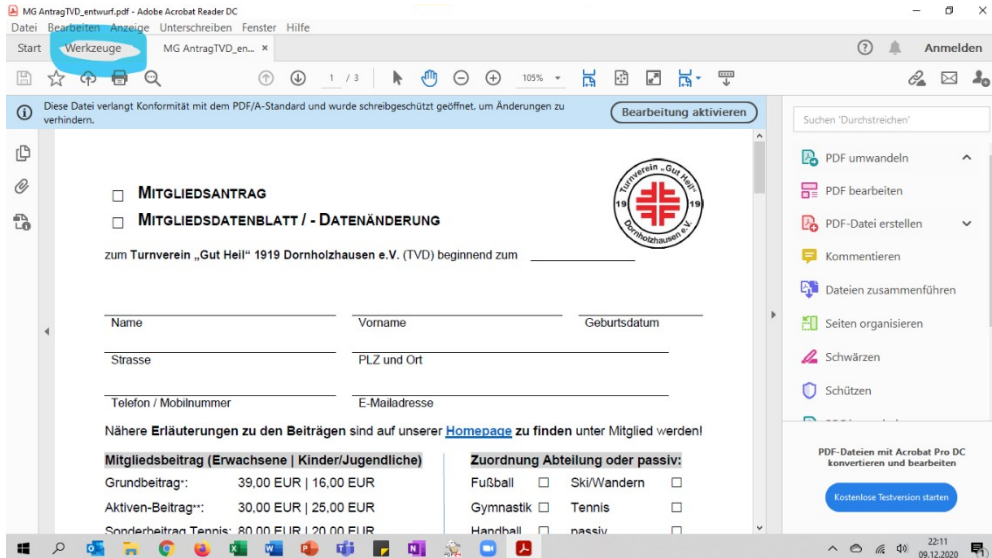 MG AntragTVD_entwurf.pdf - Adobe Acrobat Reader DC
Datei Bearbeiten Anzeige Unterschreiben Fenster Hilfe
Start Werkzeuge MG AntragTVD_en... ×
Anmelden
1 / 3 105%
Diese Datei verlangt Konformität mit dem PDF/A-Standard und wurde schreibgeschützt geöffnet, um Änderungen zu
verhindern.
Bearbeitung aktivieren
MITGLIEDSANTRAG
MITGLIEDSDATENBLATT / - DATENÄNDERUNG
Turnverein „Gut Heil“
19 19
Dornholzhausen e.V.
zum Turnverein „Gut Heil“ 1919 Dornholzhausen e.V. (TVD) beginnend zum
Name Vorname Geburtsdatum
Strasse PLZ und Ort
Telefon / Mobilnummer E-Mailadresse
Nähere Erläuterungen zu den Beiträgen sind auf unserer Homepage zu finden unter Mitglied werden!
Mitgliedsbeitrag (Erwachsene | Kinder/Jugendliche) Zuordnung Abteilung oder passiv:
Grundbeitrag*: 39,00 EUR | 16,00 EUR Fußball Ski/Wandern
Aktiven-Beitrag**: 30,00 EUR | 25,00 EUR Gymnastik Tennis
Sonderbeitrag Tennis: 80,00 EUR | 20,00 EUR Handball passiv
Suchen 'Durchstreichen'
PDF umwandeln
PDF bearbeiten
PDF-Datei erstellen
Kommentieren
Dateien zusammenführen
Seiten organisieren
Schwärzen
Schützen
PDF-Dateien mit Acrobat Pro DC
konvertieren und bearbeiten
Kostenlose Testversion starten
22:11
09.12.2020